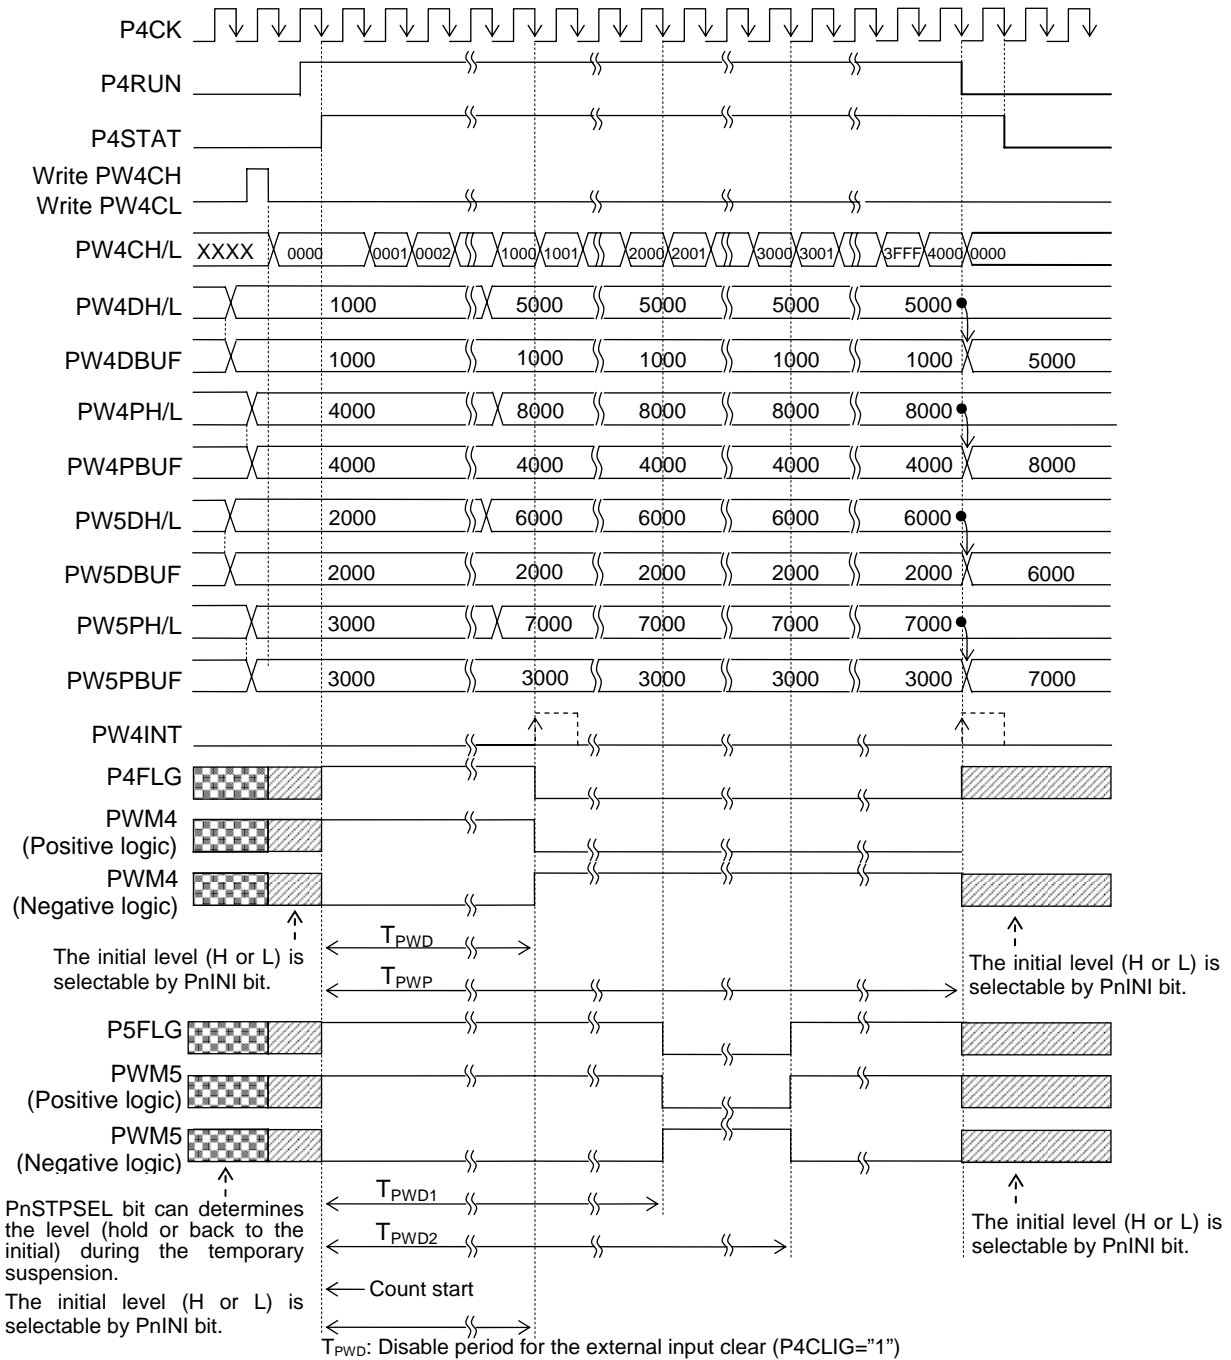 P4CK
P4RUN
P4STAT
Write PW4CH
Write PW4CL
PW4CH/L XXXX 0000 0001 0002 1000 1001 2000 2001 3000 3001 3FFF 4000 0000
PW4DH/L 1000 5000 5000 5000 5000
PW4DBUF 1000 1000 1000 1000 1000 5000
PW4PH/L 4000 8000 8000 8000 8000
PW4PBUF 4000 4000 4000 4000 4000 8000
PW5DH/L 2000 6000 6000 6000 6000
PW5DBUF 2000 2000 2000 2000 2000 6000
PW5PH/L 3000 7000 7000 7000 7000
PW5PBUF 3000 3000 3000 3000 3000 7000
PW4INT
P4FLG
PWM4
(Positive logic)
PWM4
(Negative logic)
The initial level (H or L) is
selectable by PnINI bit.
TPWD
TPWP
The initial level (H or L) is
selectable by PnINI bit.
P5FLG
PWM5
(Positive logic)
PWM5
(Negative logic)
PnSTPSEL bit can determines
the level (hold or back to the
initial) during the temporary
suspension.
The initial level (H or L) is
selectable by PnINI bit.
TPWD1
TPWD2
The initial level (H or L) is
selectable by PnINI bit.
Count start
TPWD: Disable period for the external input clear (P4CLIG="1")